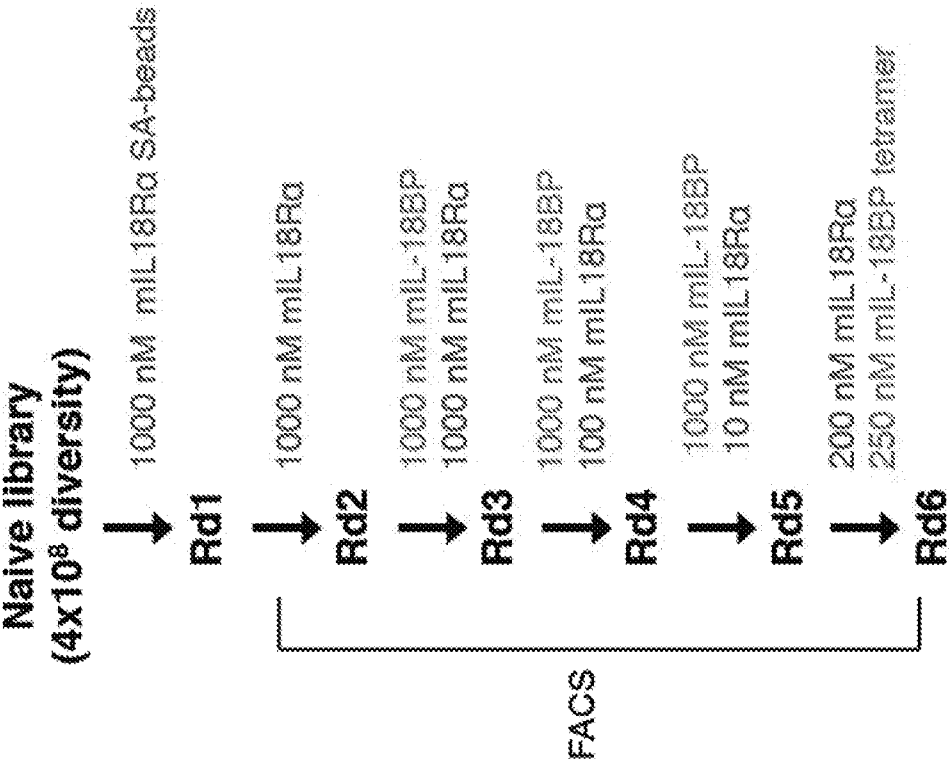 Naive library
(4x10⁸ diversity)
1000 nM mIL18Rα SA-beads
Rd1
1000 nM mIL18Rα
Rd2
1000 nM mIL-18BP
1000 nM mIL18Rα
Rd3
1000 nM mIL-18BP
100 nM mIL18Rα
Rd4
1000 nM mIL-18BP
10 nM mIL18Rα
Rd5
200 nM mIL18Rα
250 nM mIL-18BP tetramer
Rd6
FACS